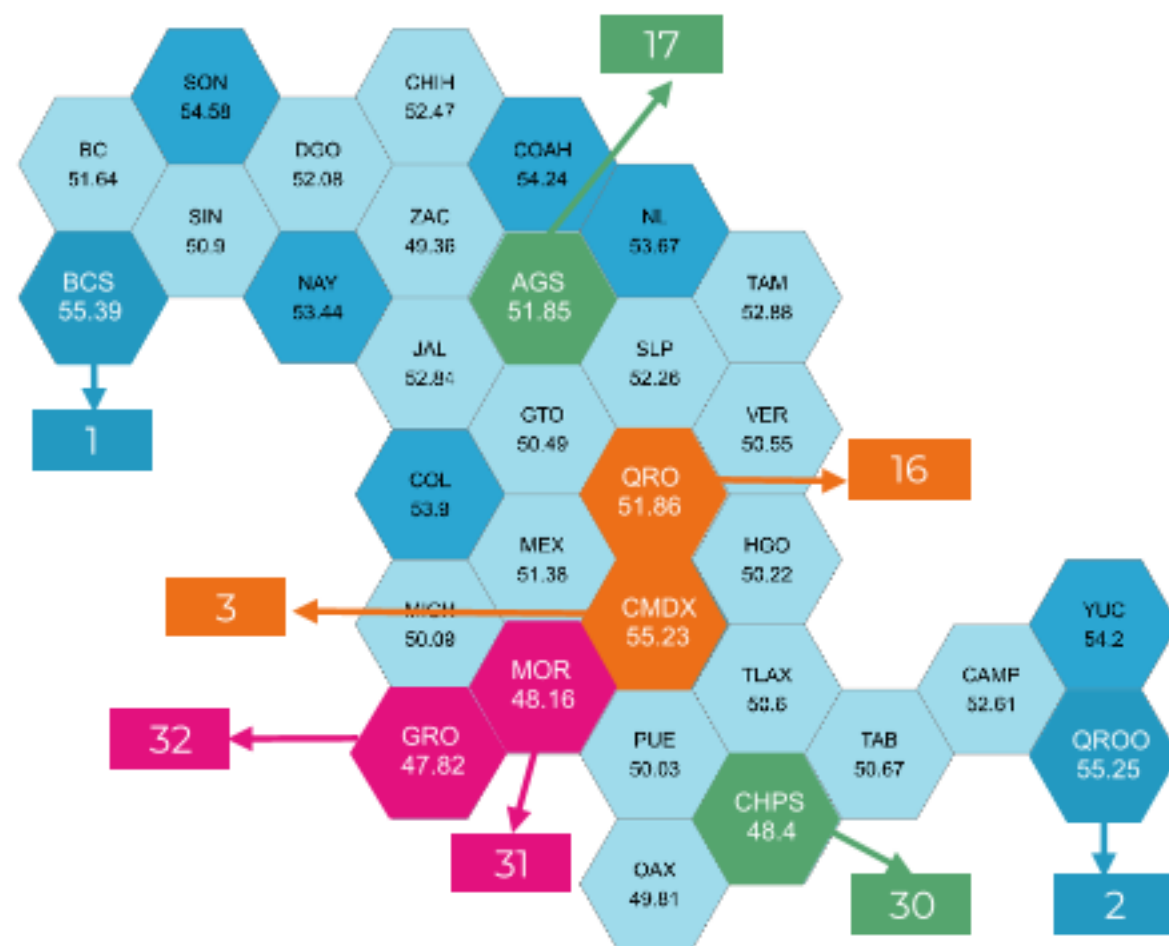 17
SON
54.58
CHIH
52.47
BC
51.64
DGO
52.08
COAH
54.24
SIN
50.9
ZAC
49.36
NL
53.67
BCS
55.39
NAY
53.44
AGS
51.85
TAM
52.88
JAL
52.84
SLP
52.26
1
GTO
50.49
VER
50.55
COL
53.9
QRO
51.86
16
MEX
51.38
HGO
50.22
3
MICH
50.09
CMDX
55.23
YUC
54.2
MOR
48.16
TLAX
50.6
CAMP
52.61
32
GRO
47.82
PUE
50.03
TAB
50.67
QROO
55.25
CHPS
48.4
31
OAX
49.81
30
2